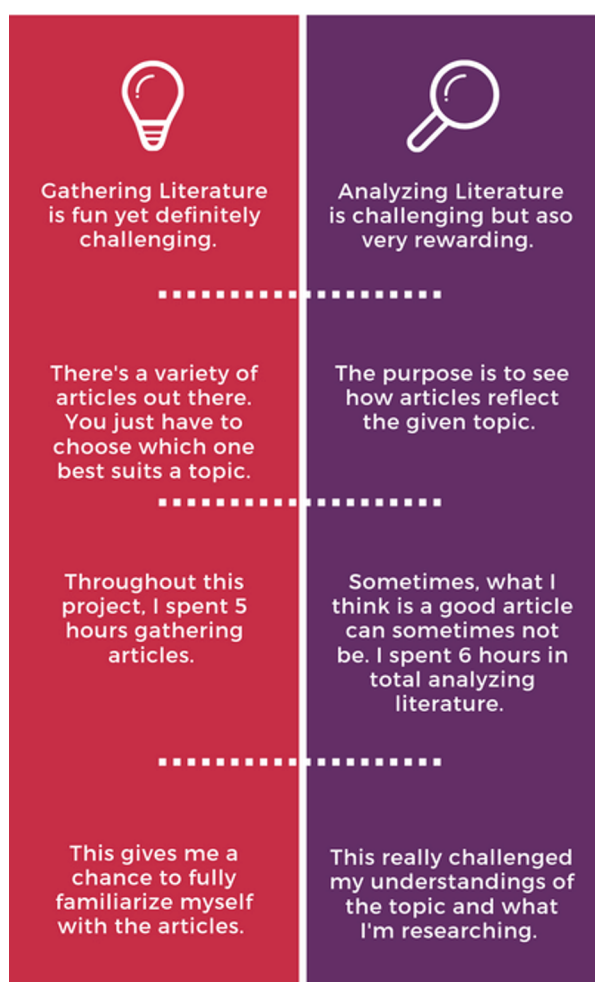 Gathering Literature
is fun yet definitely
challenging.
Analyzing Literature
is challenging but aso
very rewarding.
There's a variety of
articles out there.
You just have to
choose which one
best suits a topic.
The purpose is to see
how articles reflect
the given topic.
Throughout this
project, I spent 5
hours gathering
articles.
Sometimes, what I
think is a good article
can sometimes not
be. I spent 6 hours in
total analyzing
literature.
This gives me a
chance to fully
familiarize myself
with the articles.
This really challenged
my understandings of
the topic and what
I'm researching.